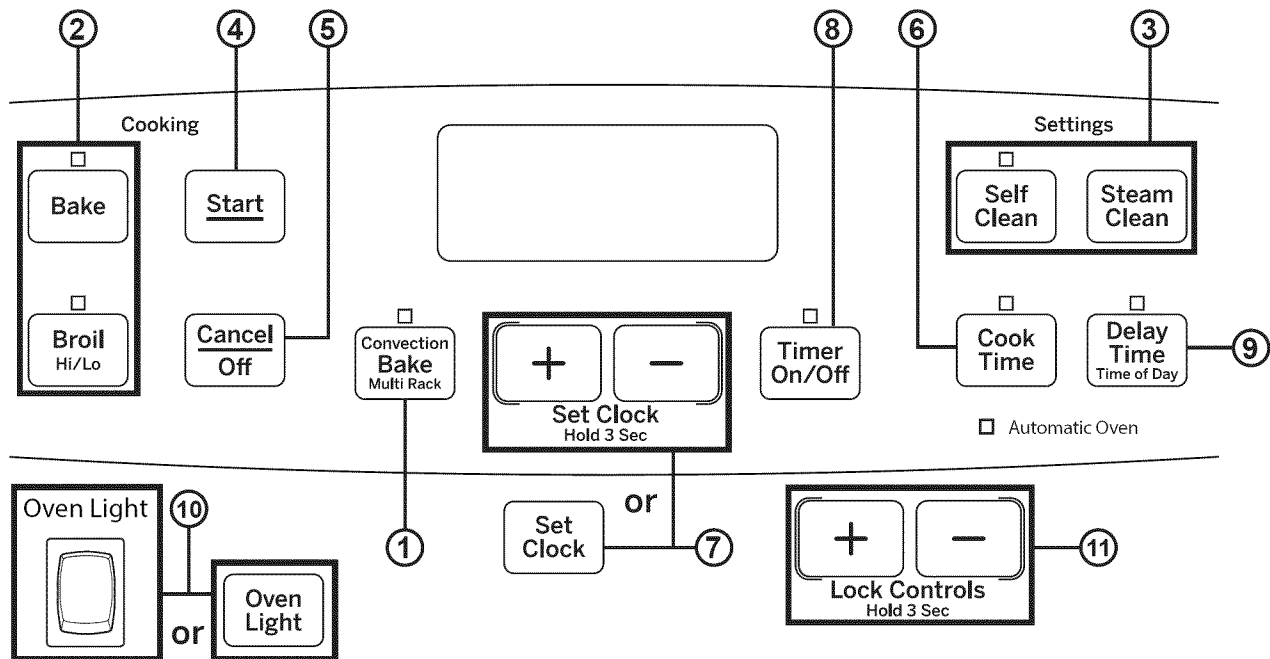 2
4
5
8
6
3
Cooking
Settings
Bake
Start
Self
Clean
Steam
Clean
Broil
Hi/Lo
Cancel
Off
Convection
Bake
Multi Rack
+
−
Set Clock
Hold 3 Sec
Timer
On/Off
Cook
Time
Delay
Time
Time of Day
9
Automatic Oven
Oven Light
10
or
Oven
Light
1
Set
Clock
or
7
+
−
Lock Controls
Hold 3 Sec
11